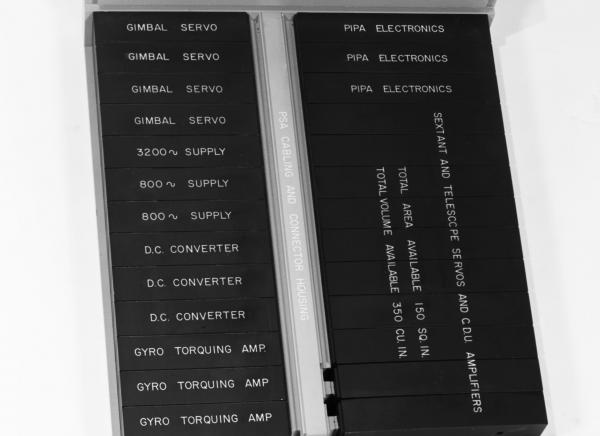 GIMBAL SERVO
GIMBAL SERVO
GIMBAL SERVO
GIMBAL SERVO
3200~ SUPPLY
800~ SUPPLY
800~ SUPPLY
D.C. CONVERTER
D.C. CONVERTER
D.C. CONVERTER
GYRO TORQUING AMP.
GYRO TORQUING AMP
GYRO TORQUING AMP
PSA CABLING AND CONNECTOR HOUSING
PIPA ELECTRONICS
PIPA ELECTRONICS
PIPA ELECTRONICS
SEXTANT AND TELESCCPE SERVOS AND C.D.U. AMPLIFIERS
TOTAL AREA AVAILABLE 150 SQ. IN.
TOTAL VOLUME AVAILABLE 350 CU. IN.